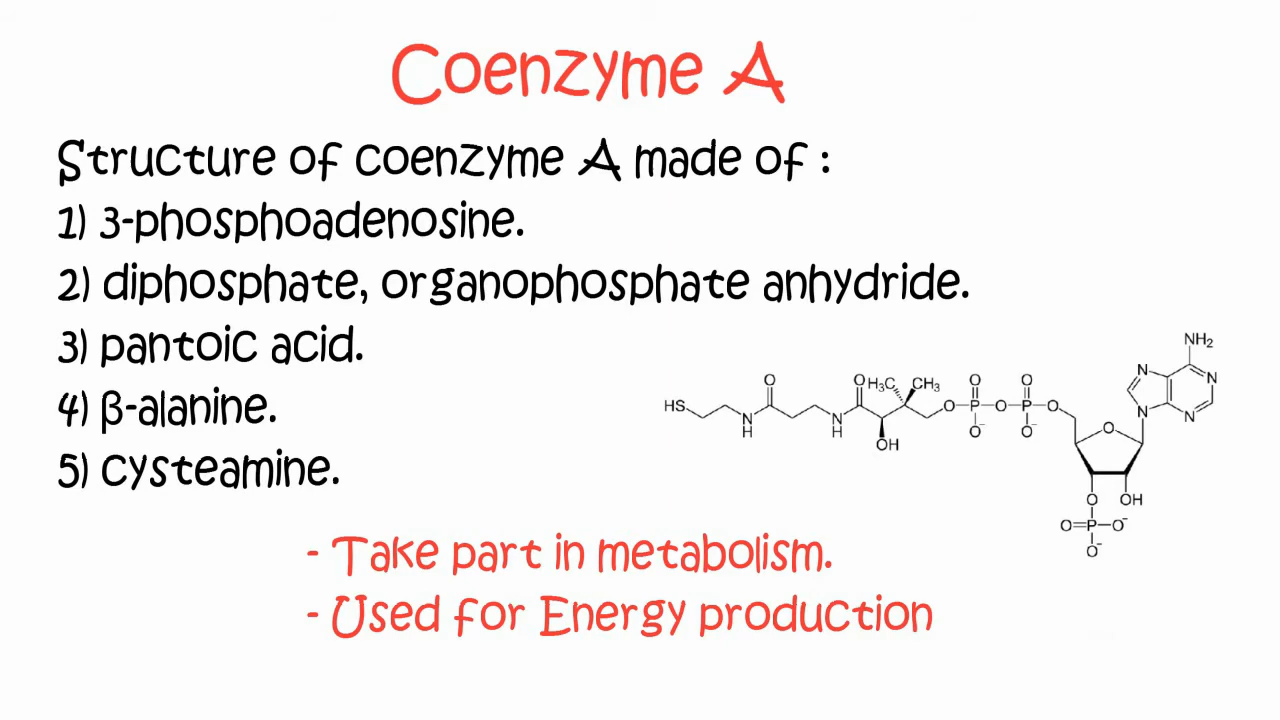 Coenzyme A
Structure of coenzyme A made of :
1) 3-phosphoadenosine.
2) diphosphate, organophosphate anhydride.
3) pantoic acid.
4) β-alanine.
5) cysteamine.
NH₂
N N
N N
O O H₃C CH₃ O O
HS N N O P O P O O
H H O⁻ O⁻
OH
O OH
O=P–O⁻
O⁻
- Take part in metabolism.
- Used for Energy production